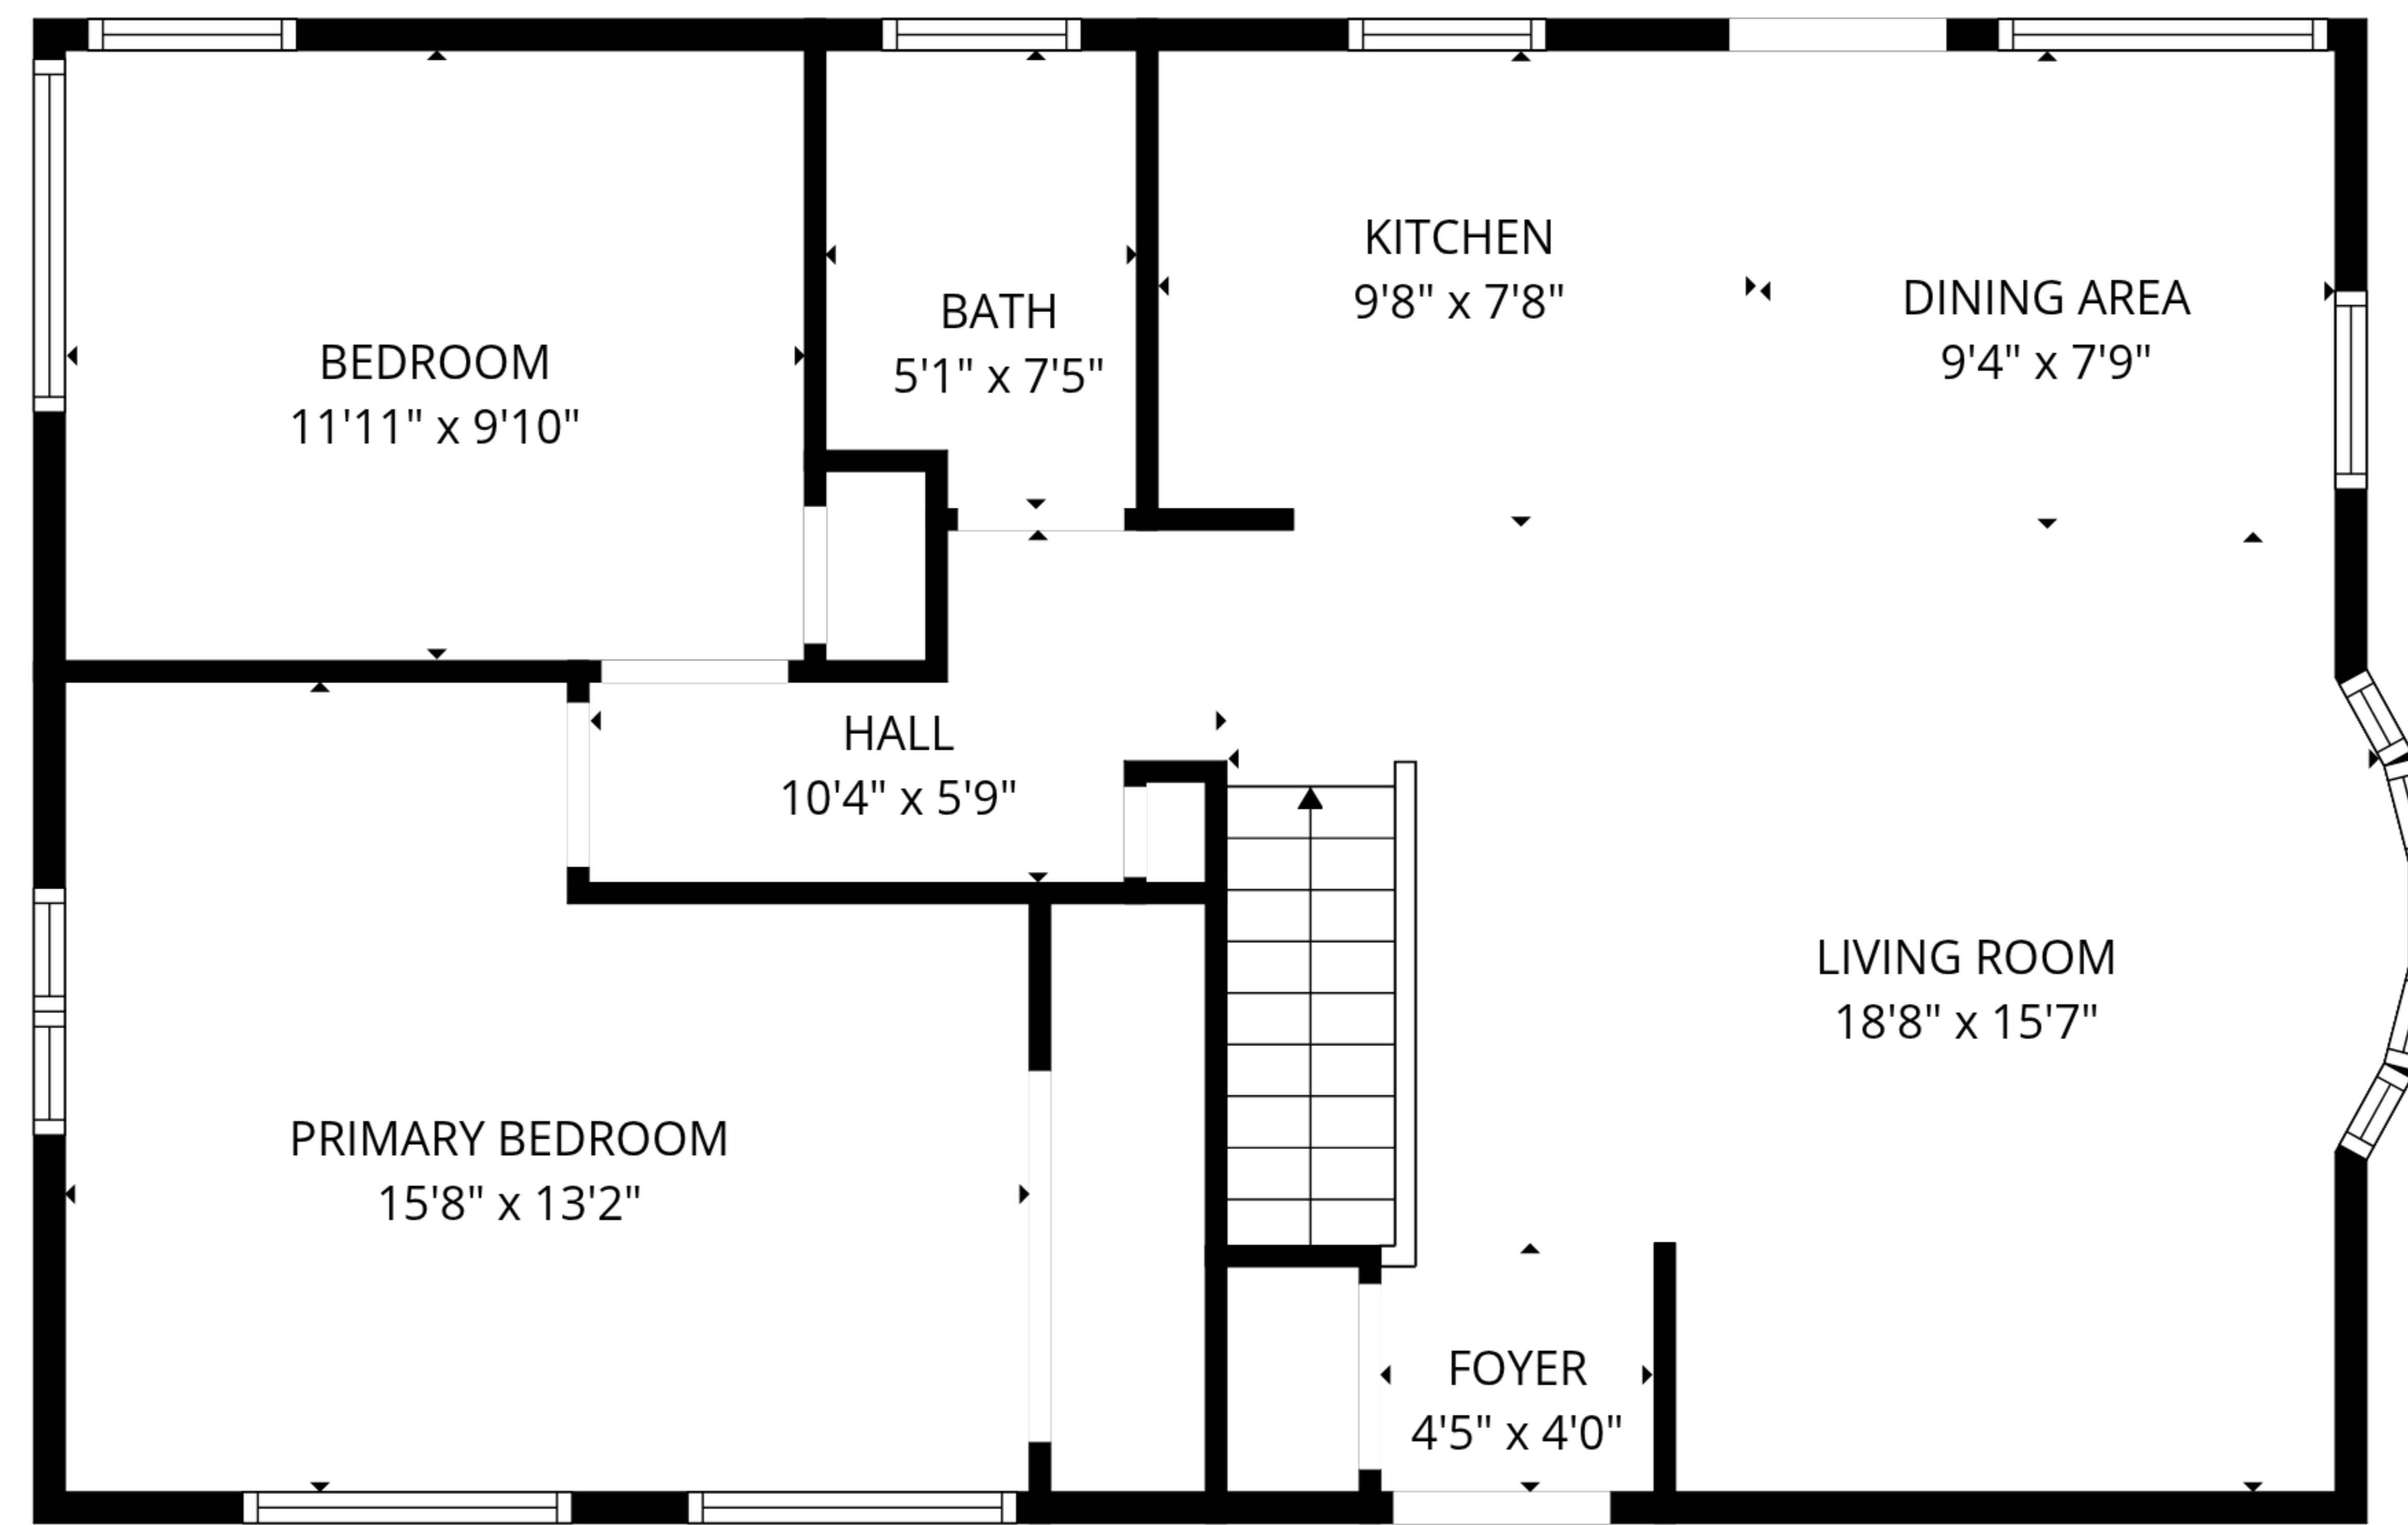 KITCHEN
9'8" x 7'8"
DINING AREA
9'4" x 7'9"
BATH
5'1" x 7'5"
BEDROOM
11'11" x 9'10"
HALL
10'4" x 5'9"
LIVING ROOM
18'8" x 15'7"
PRIMARY BEDROOM
15'8" x 13'2"
FOYER
4'5" x 4'0"